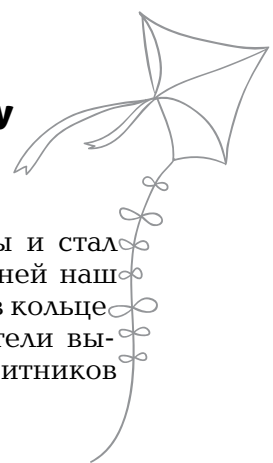 у
ы и стал
ней наш
в кольце
тели вы-
итников